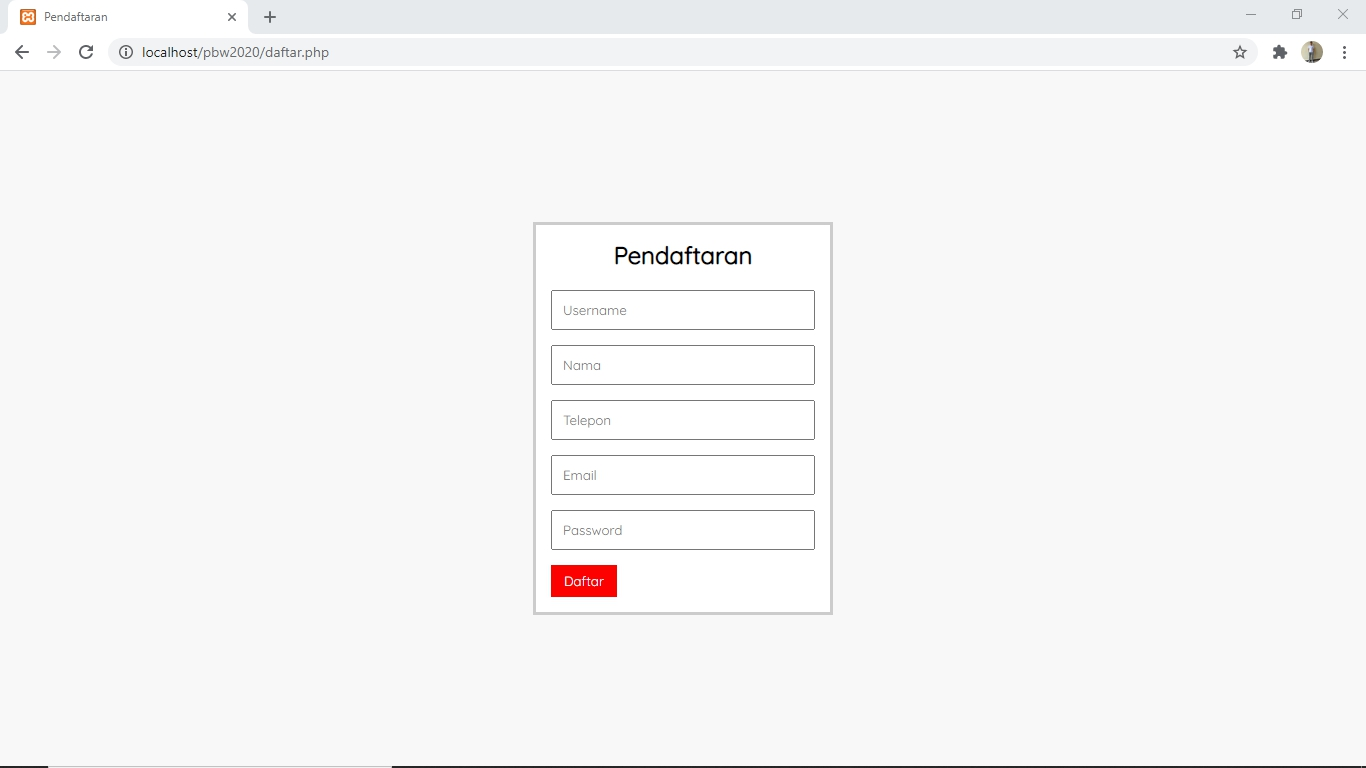 Pendaftaran
localhost/pbw2020/daftar.php
Pendaftaran
Username
Nama
Telepon
Email
Password
Daftar